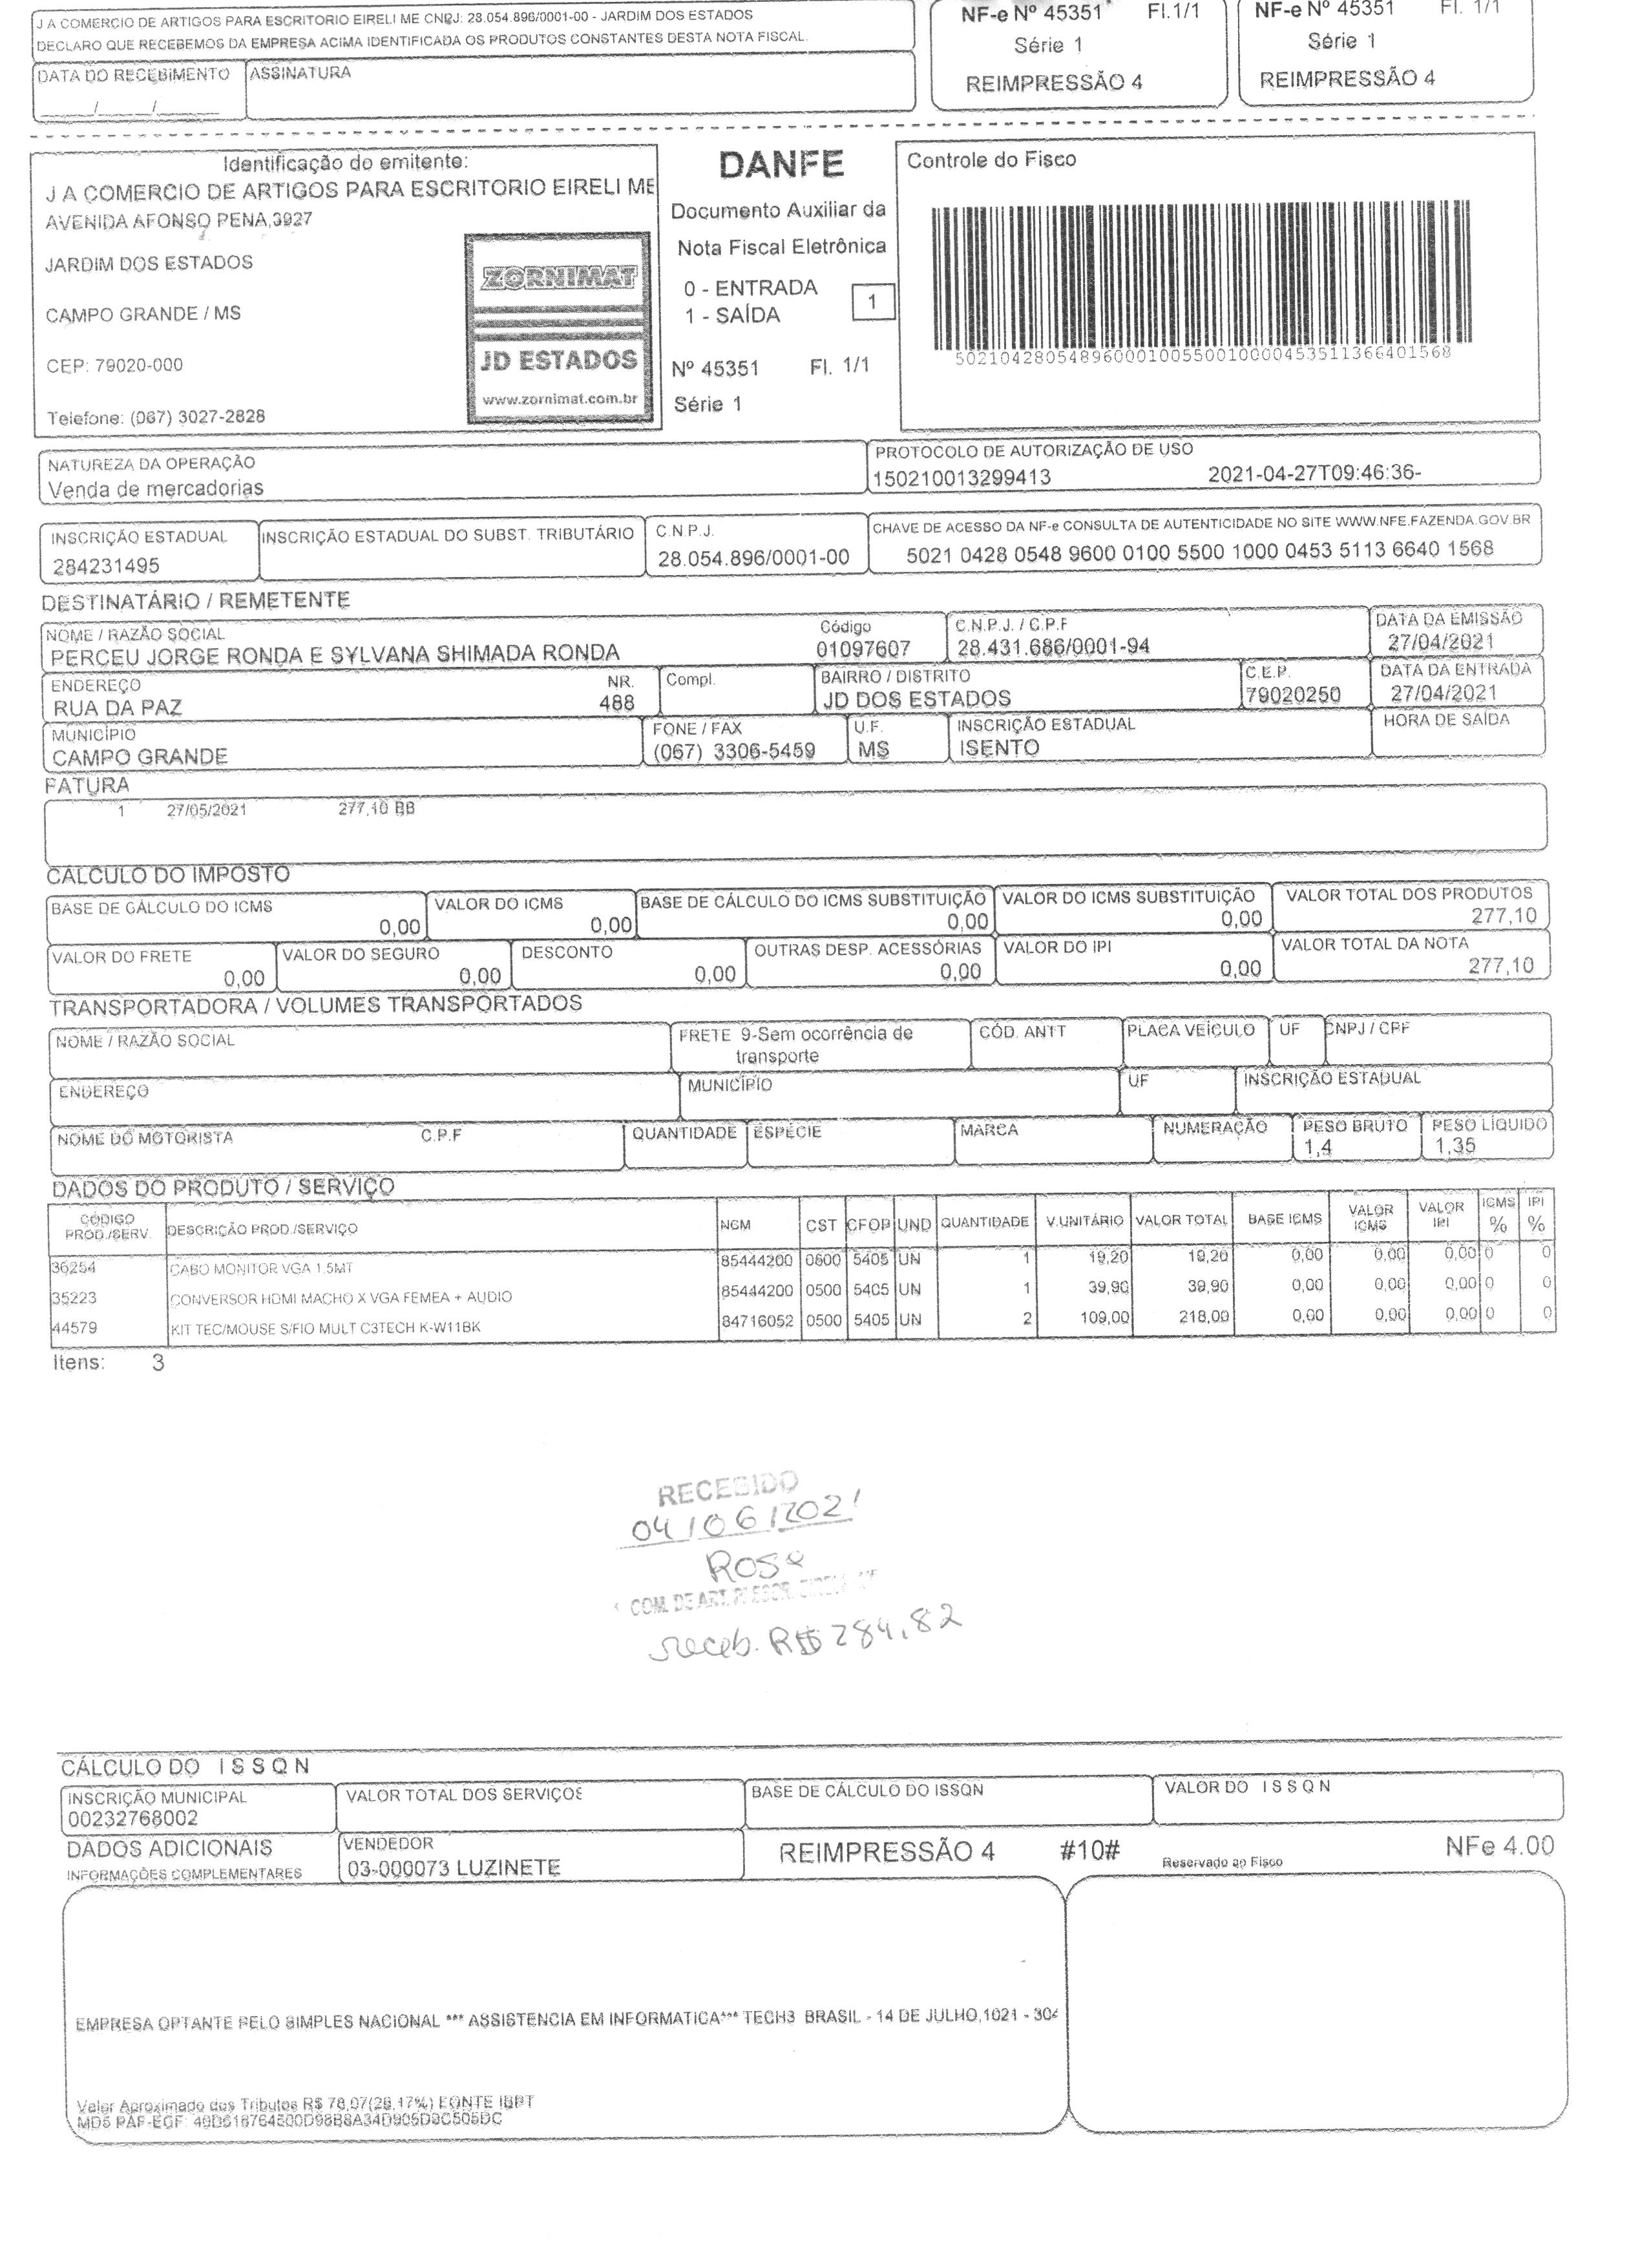 J A COMERCIO DE ARTIGOS PARA ESCRITORIO EIRELI ME CNPJ: 28.054.896/0001-00 - JARDIM DOS ESTADOS
DECLARO QUE RECEBEMOS DA EMPRESA ACIMA IDENTIFICADA OS PRODUTOS CONSTANTES DESTA NOTA FISCAL.
DATA DO RECEBIMENTO ASSINATURA
____/____/____
NF-e Nº 45351 Fl.1/1
Série 1
REIMPRESSÃO 4
NF-e Nº 45351 Fl. 1/1
Série 1
REIMPRESSÃO 4
Identificação do emitente:
J A COMERCIO DE ARTIGOS PARA ESCRITORIO EIRELI ME
AVENIDA AFONSO PENA,3927
JARDIM DOS ESTADOS
CAMPO GRANDE / MS
CEP: 79020-000
Telefone: (067) 3027-2828
ZORNIMAT
JD ESTADOS
www.zornimat.com.br
DANFE
Documento Auxiliar da
Nota Fiscal Eletrônica
0 - ENTRADA
1 - SAÍDA
1
Nº 45351 Fl. 1/1
Série 1
Controle do Fisco
50210428054896000100550010000453511366401568
NATUREZA DA OPERAÇÃO
Venda de mercadorias
PROTOCOLO DE AUTORIZAÇÃO DE USO
150210013299413 2021-04-27T09:46:36-
INSCRIÇÃO ESTADUAL
284231495
INSCRIÇÃO ESTADUAL DO SUBST. TRIBUTÁRIO
C.N.P.J.
28.054.896/0001-00
CHAVE DE ACESSO DA NF-e CONSULTA DE AUTENTICIDADE NO SITE WWW.NFE.FAZENDA.GOV.BR
5021 0428 0548 9600 0100 5500 1000 0453 5113 6640 1568
DESTINATÁRIO / REMETENTE
NOME / RAZÃO SOCIAL Código C.N.P.J. / C.P.F DATA DA EMISSÃO
PERCEU JORGE RONDA E SYLVANA SHIMADA RONDA 01097607 28.431.686/0001-94 27/04/2021
ENDEREÇO NR. Compl. BAIRRO / DISTRITO C.E.P. DATA DA ENTRADA
RUA DA PAZ 488 JD DOS ESTADOS 79020250 27/04/2021
MUNICÍPIO FONE / FAX U.F. INSCRIÇÃO ESTADUAL HORA DE SAÍDA
CAMPO GRANDE (067) 3306-5459 MS ISENTO
FATURA
1 27/05/2021 277,10 BB
CALCULO DO IMPOSTO
BASE DE CÁLCULO DO ICMS VALOR DO ICMS BASE DE CÁLCULO DO ICMS SUBSTITUIÇÃO VALOR DO ICMS SUBSTITUIÇÃO VALOR TOTAL DOS PRODUTOS
0,00 0,00 0,00 0,00 277,10
VALOR DO FRETE VALOR DO SEGURO DESCONTO OUTRAS DESP. ACESSÓRIAS VALOR DO IPI VALOR TOTAL DA NOTA
0,00 0,00 0,00 0,00 0,00 277,10
TRANSPORTADORA / VOLUMES TRANSPORTADOS
NOME / RAZÃO SOCIAL FRETE 9-Sem ocorrência de transporte CÓD. ANTT PLACA VEÍCULO UF CNPJ / CPF
ENDEREÇO MUNICÍPIO UF INSCRIÇÃO ESTADUAL
NOME DO MOTORISTA C.P.F QUANTIDADE ESPÉCIE MARCA NUMERAÇÃO PESO BRUTO PESO LÍQUIDO
1,4 1,35
DADOS DO PRODUTO / SERVIÇO
CÓDIGO PROD./SERV. DESCRIÇÃO PROD./SERVIÇO NCM CST CFOP UND QUANTIDADE V.UNITÁRIO VALOR TOTAL BASE ICMS VALOR ICMS VALOR IPI ICMS % IPI %
36254 CABO MONITOR VGA 1.5MT 85444200 0500 5405 UN 1 19,20 19,20 0,00 0,00 0,00 0 0
35223 CONVERSOR HDMI MACHO X VGA FEMEA + AUDIO 85444200 0500 5405 UN 1 39,90 39,90 0,00 0,00 0,00 0 0
44579 KIT TEC/MOUSE S/FIO MULT C3TECH K-W11BK 84716052 0500 5405 UN 2 109,00 218,00 0,00 0,00 0,00 0 0
Itens: 3
RECEBIDO
04/06/2021
Rose
COM. DE ART. P/ ESCR. EIRELI ME
receb. R$ 284,82
CÁLCULO DO I S S Q N
INSCRIÇÃO MUNICIPAL VALOR TOTAL DOS SERVIÇOS BASE DE CÁLCULO DO ISSQN VALOR DO I S S Q N
00232768002
DADOS ADICIONAIS VENDEDOR REIMPRESSÃO 4 #10# NFe 4.00
INFORMAÇÕES COMPLEMENTARES 03-000073 LUZINETE Reservado ao Fisco
EMPRESA OPTANTE PELO SIMPLES NACIONAL *** ASSISTENCIA EM INFORMATICA*** TECH3 BRASIL - 14 DE JULHO,1021 - 304
Valor Aproximado dos Tributos R$ 78,07(28,17%) FONTE IBPT
MD5 PAF-ECF: